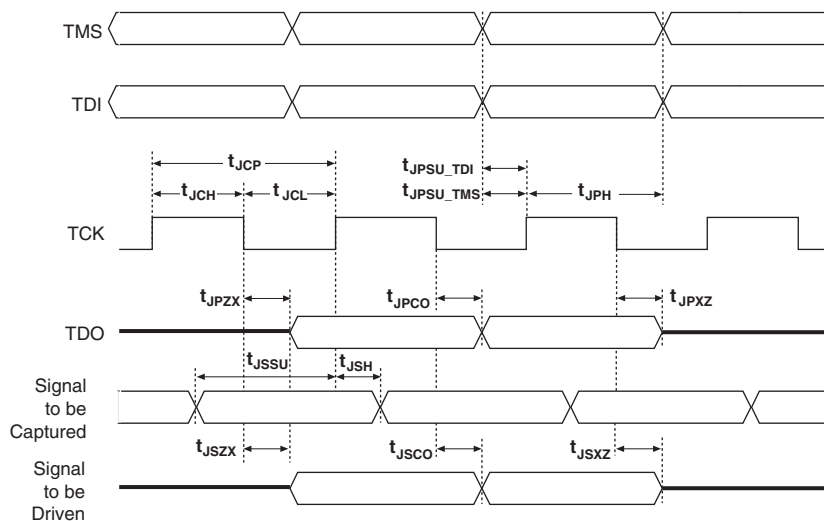 TMS
TDI
tJCP
tJPSU_TDI
tJCH tJCL tJPSU_TMS tJPH
TCK
tJPZX tJPCO tJPXZ
TDO
tJSSU tJSH
Signal
to be
Captured
tJSZX tJSCO tJSXZ
Signal
to be
Driven